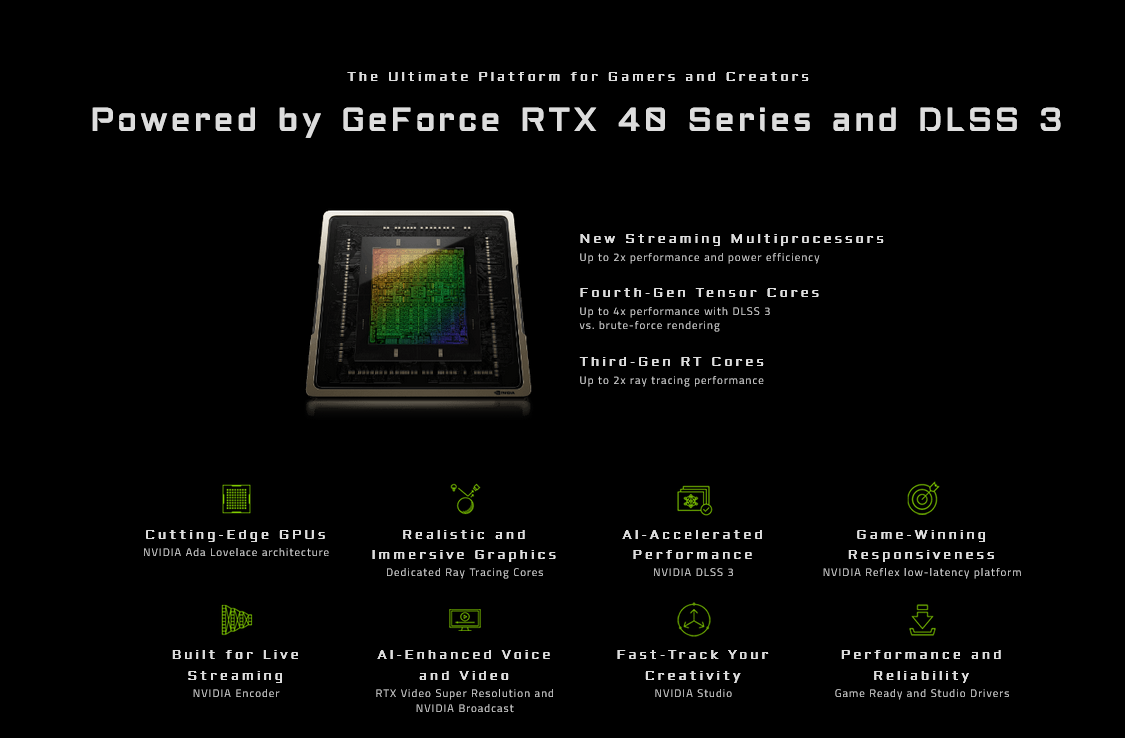 The Ultimate Platform for Gamers and Creators
Powered by GeForce RTX 40 Series and DLSS 3
New Streaming Multiprocessors
Up to 2x performance and power efficiency
Fourth-Gen Tensor Cores
Up to 4x performance with DLSS 3
vs. brute-force rendering
Third-Gen RT Cores
Up to 2x ray tracing performance
NVIDIA
Cutting-Edge GPUs
NVIDIA Ada Lovelace architecture
Realistic and
Immersive Graphics
Dedicated Ray Tracing Cores
AI-Accelerated
Performance
NVIDIA DLSS 3
Game-Winning
Responsiveness
NVIDIA Reflex low-latency platform
Built for Live
Streaming
NVIDIA Encoder
AI-Enhanced Voice
and Video
RTX Video Super Resolution and
NVIDIA Broadcast
Fast-Track Your
Creativity
NVIDIA Studio
Performance and
Reliability
Game Ready and Studio Drivers